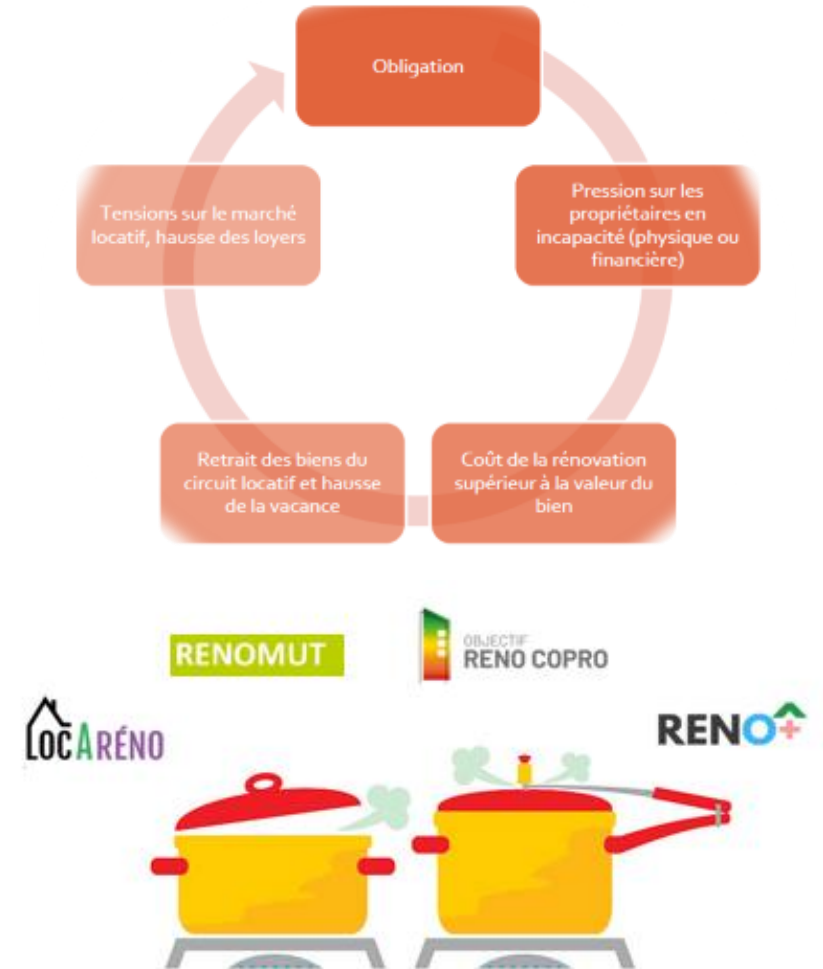 Obligation
Pression sur les
propriétaires en
incapacité (physique ou
financière)
Coût de la rénovation
supérieur à la valeur du
bien
Retrait des biens du
circuit locatif et hausse
de la vacance
Tensions sur le marché
locatif, hausse des loyers
RENOMUT
OBJECTIF
RENO COPRO
LOCARÉNO
RENO+